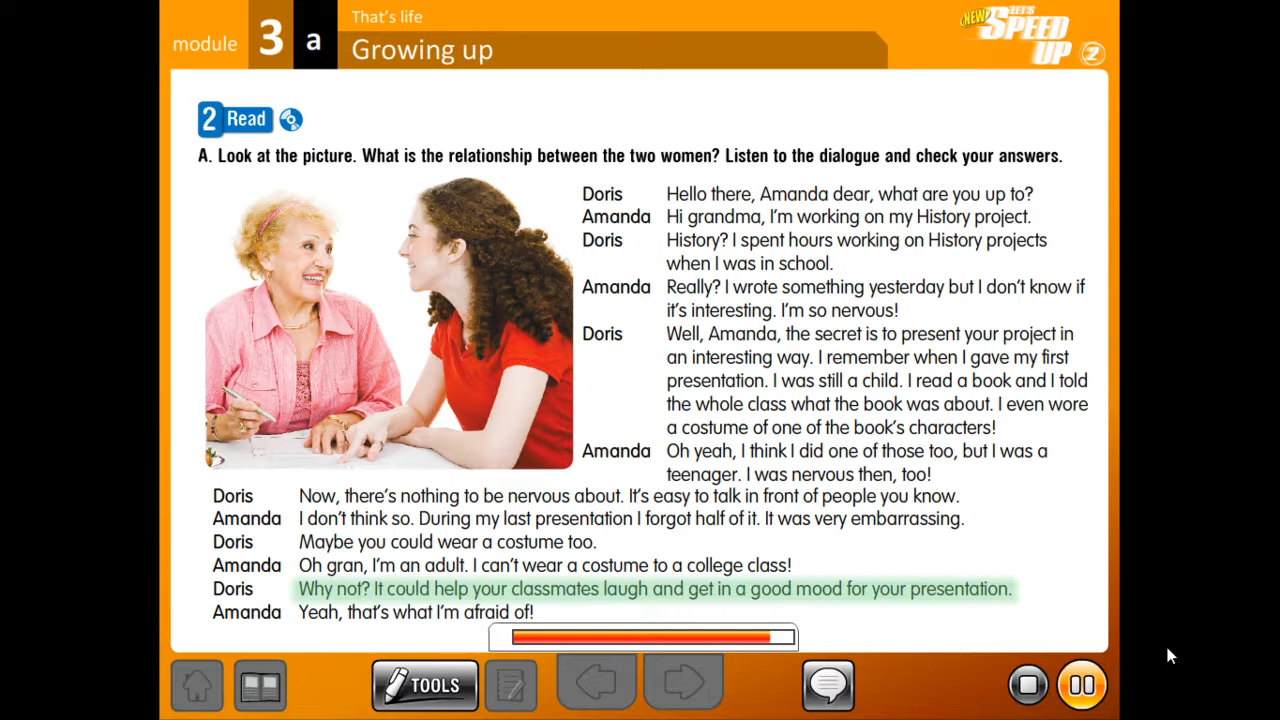 module 3 a
That's life
Growing up
NEW LET'S
SPEED
UP 2
2 Read
A. Look at the picture. What is the relationship between the two women? Listen to the dialogue and check your answers.
Doris Hello there, Amanda dear, what are you up to?
Amanda Hi grandma, I'm working on my History project.
Doris History? I spent hours working on History projects
when I was in school.
Amanda Really? I wrote something yesterday but I don't know if
it's interesting. I'm so nervous!
Doris Well, Amanda, the secret is to present your project in
an interesting way. I remember when I gave my first
presentation. I was still a child. I read a book and I told
the whole class what the book was about. I even wore
a costume of one of the book's characters!
Amanda Oh yeah, I think I did one of those too, but I was a
teenager. I was nervous then, too!
Doris Now, there's nothing to be nervous about. It's easy to talk in front of people you know.
Amanda I don't think so. During my last presentation I forgot half of it. It was very embarrassing.
Doris Maybe you could wear a costume too.
Amanda Oh gran, I'm an adult. I can't wear a costume to a college class!
Doris Why not? It could help your classmates laugh and get in a good mood for your presentation.
Amanda Yeah, that's what I'm afraid of!
TOOLS